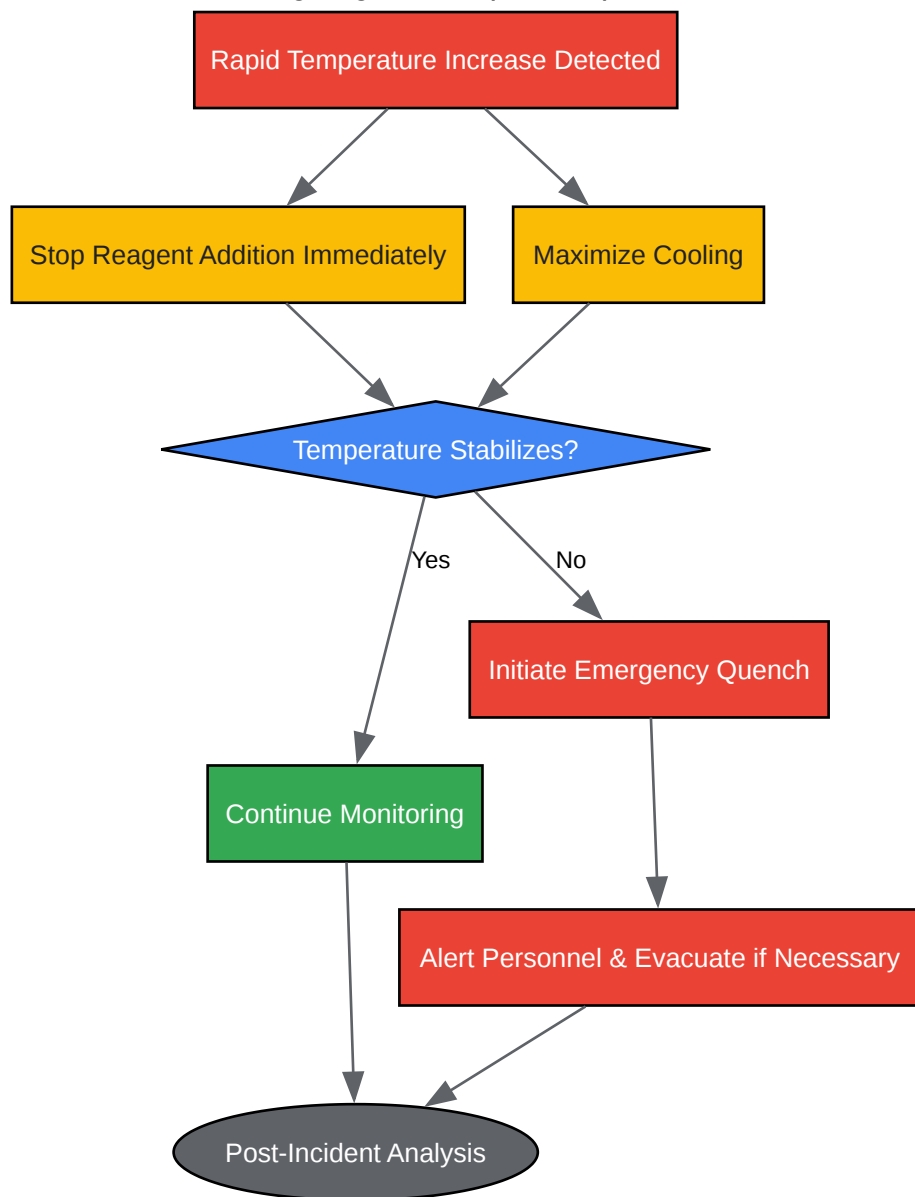 Rapid Temperature Increase Detected
Stop Reagent Addition Immediately
Maximize Cooling
Temperature Stabilizes?
Yes
No
Initiate Emergency Quench
Continue Monitoring
Alert Personnel & Evacuate if Necessary
Post-Incident Analysis